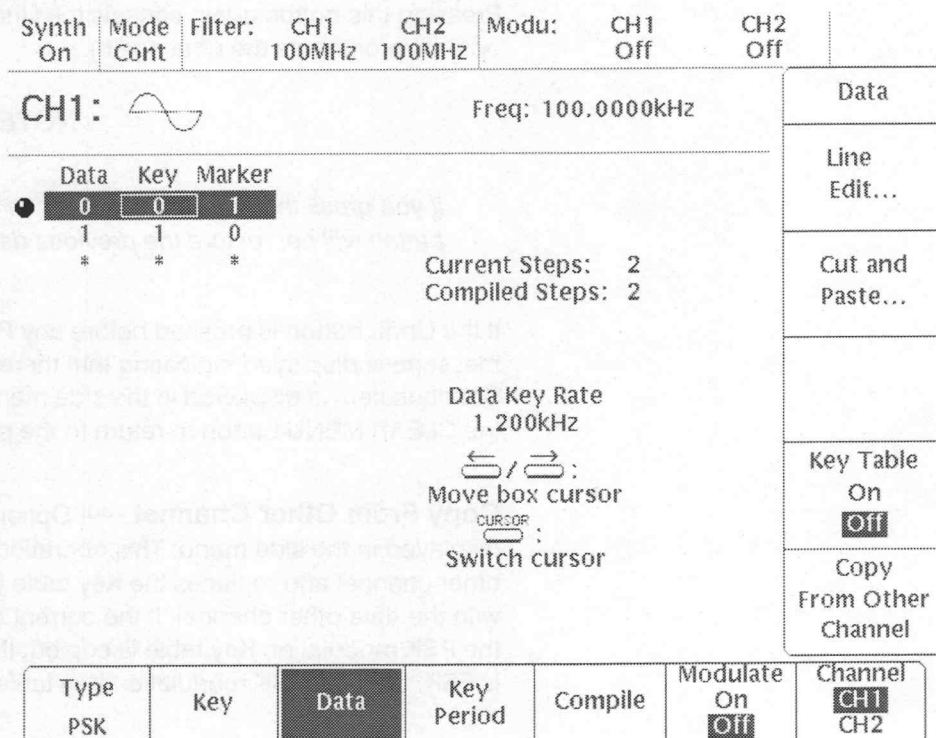 Synth Mode Filter: CH1 CH2 Modu: CH1 CH2
On Cont 100MHz 100MHz Off Off
CH1: Freq: 100.0000kHz
Data Key Marker
0 0 1
1 1 0
* * *
Current Steps: 2
Compiled Steps: 2
Data/Key Rate
1.200kHz
← / → :
Move box cursor
CURSOR :
Switch cursor
Data
Line
Edit...
Cut and
Paste...
Key Table
On
Off
Copy
From Other
Channel
Type
PSK
Key
Data
Key
Period
Compile
Modulate
On
Off
Channel
CH1
CH2